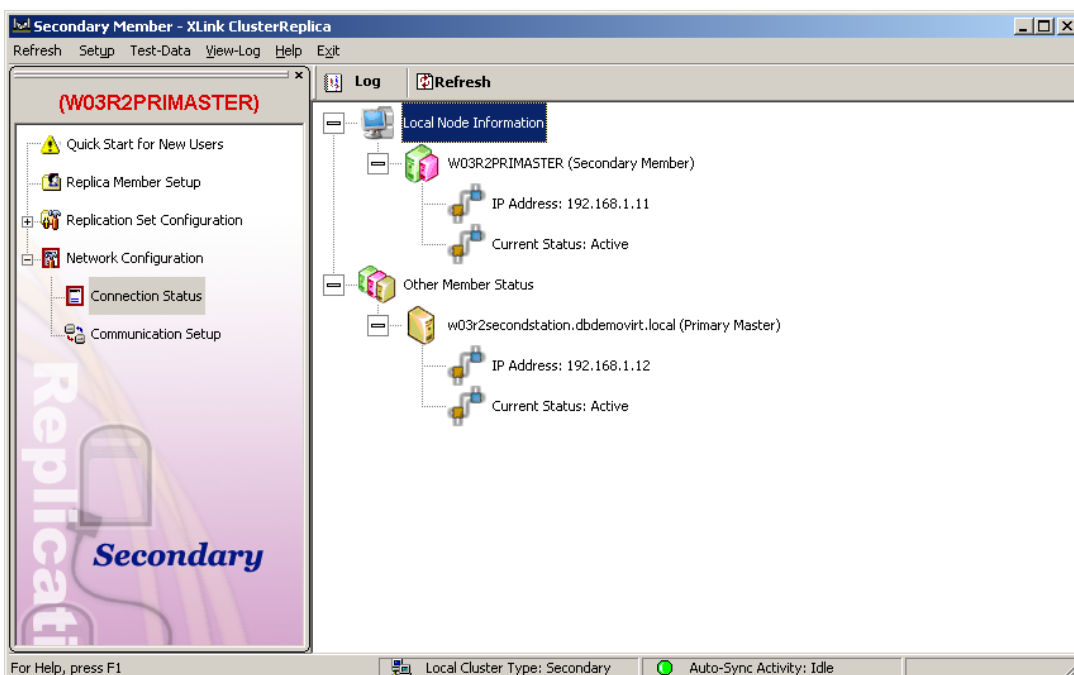 Secondary Member - XLink ClusterReplica
Refresh Setup Test-Data View-Log Help Exit
(W03R2PRIMASTER)
Quick Start for New Users
Replica Member Setup
Replication Set Configuration
Network Configuration
Connection Status
Communication Setup
Replicati
Secondary
Log Refresh
Local Node Information
W03R2PRIMASTER (Secondary Member)
IP Address: 192.168.1.11
Current Status: Active
Other Member Status
w03r2secondstation.dbdemovirt.local (Primary Master)
IP Address: 192.168.1.12
Current Status: Active
For Help, press F1
Local Cluster Type: Secondary
Auto-Sync Activity: Idle